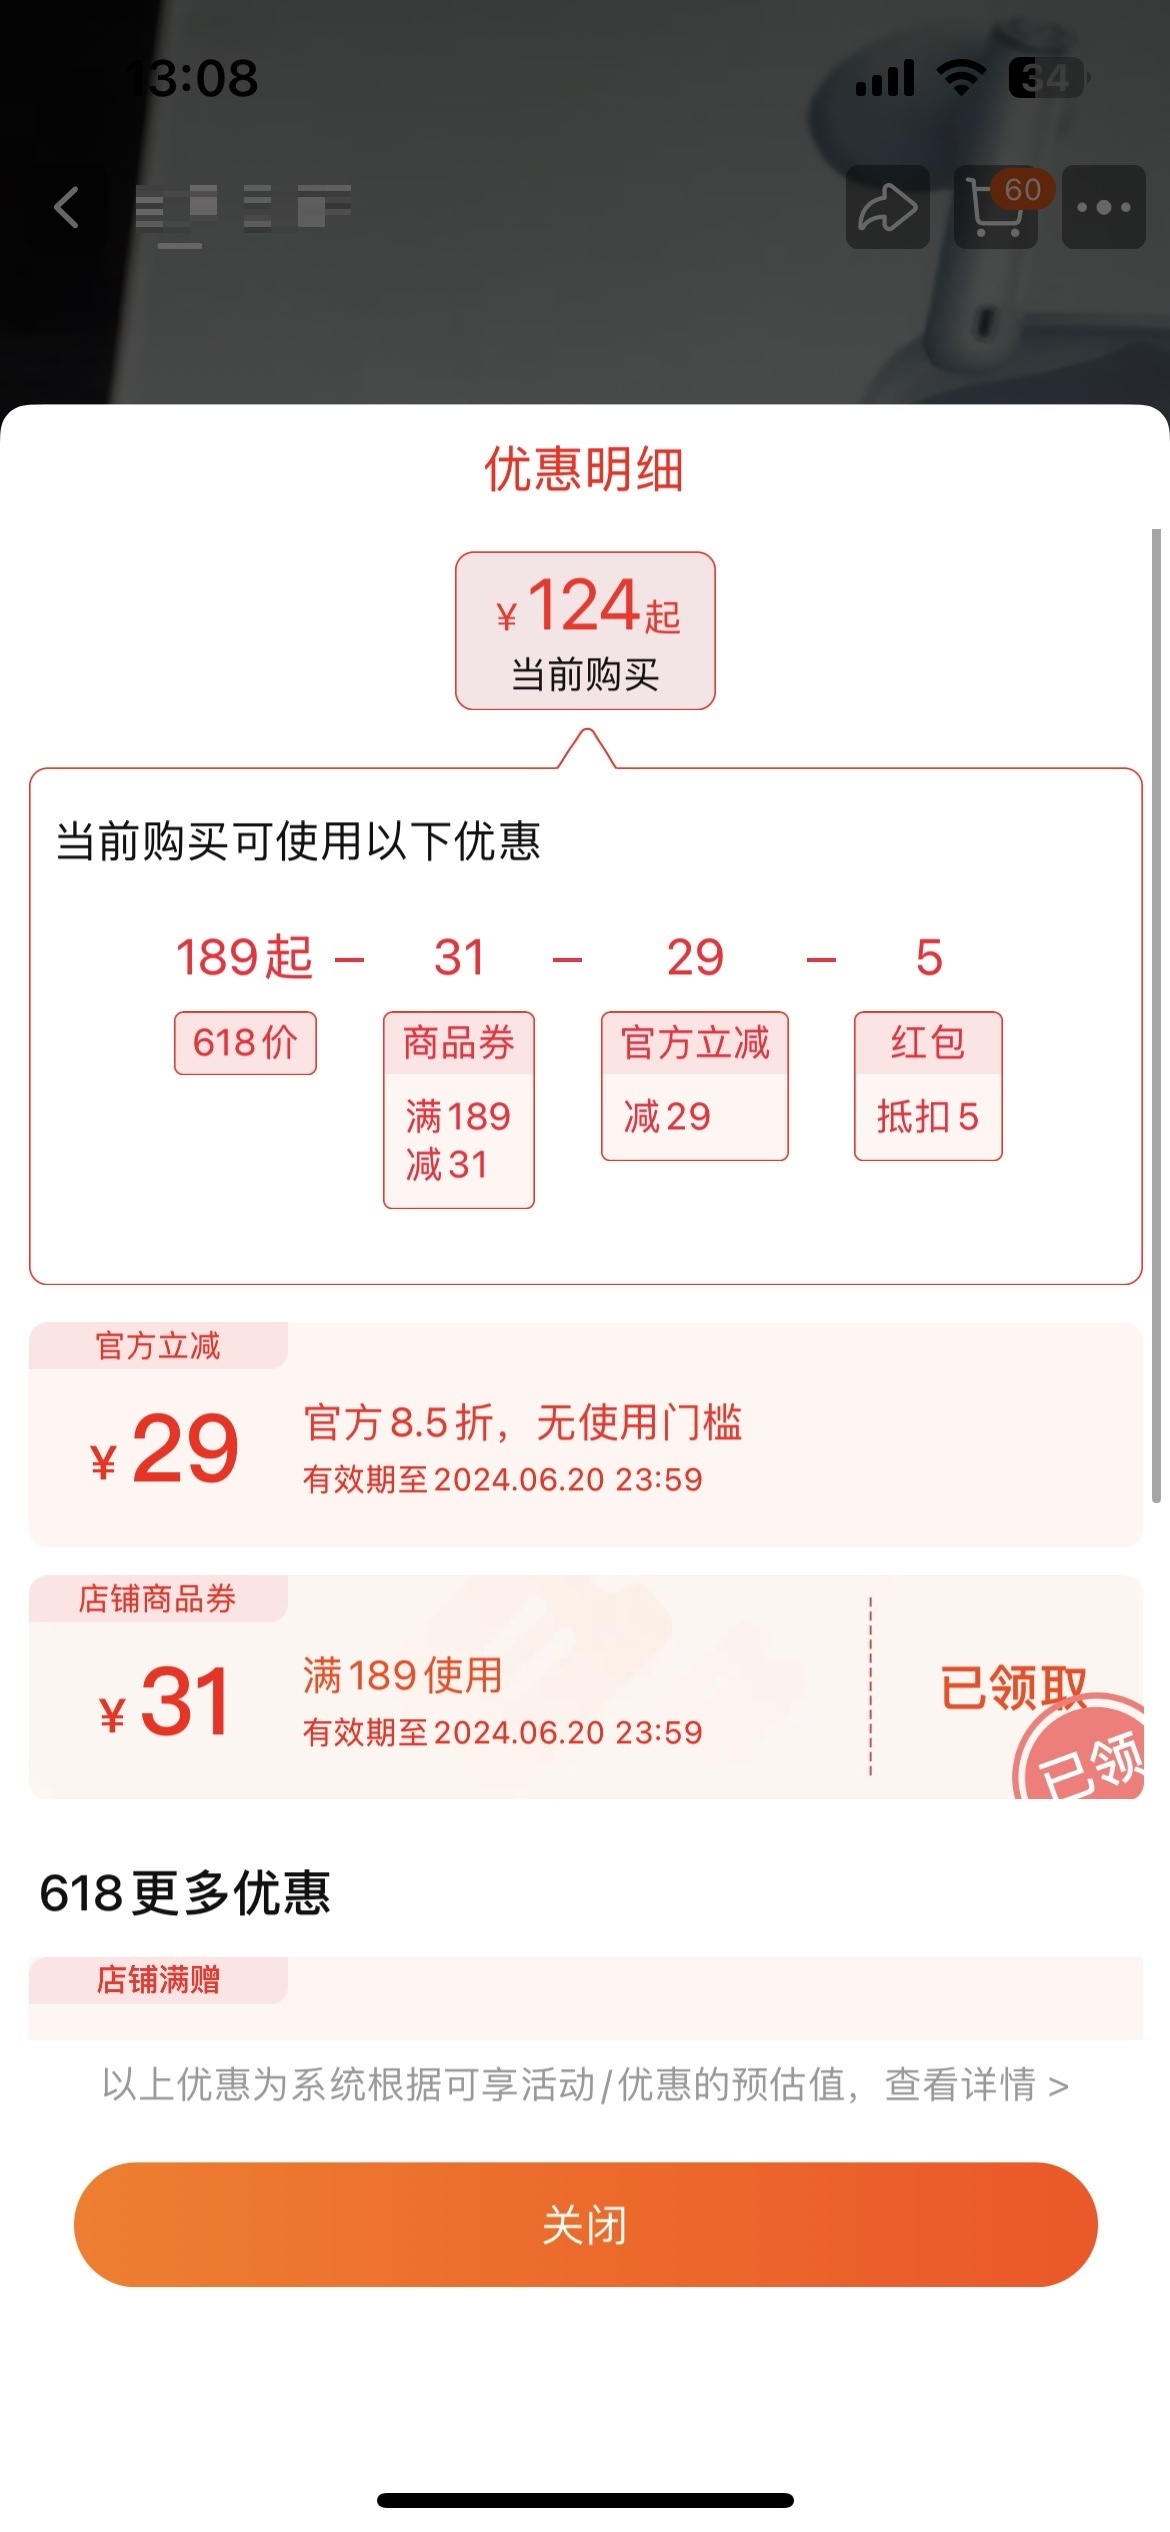 13:08
34
60
优惠明细
¥124起
当前购买
当前购买可使用以下优惠
189起 - 31 - 29 - 5
618价 商品券 官方立减 红包
满189 减29 抵扣5
减31
官方立减
¥29
官方8.5折，无使用门槛
有效期至2024.06.20 23:59
店铺商品券
¥31
满189使用
有效期至2024.06.20 23:59
已领取
已领
618更多优惠
店铺满赠
以上优惠为系统根据可享活动/优惠的预估值，查看详情 >
关闭